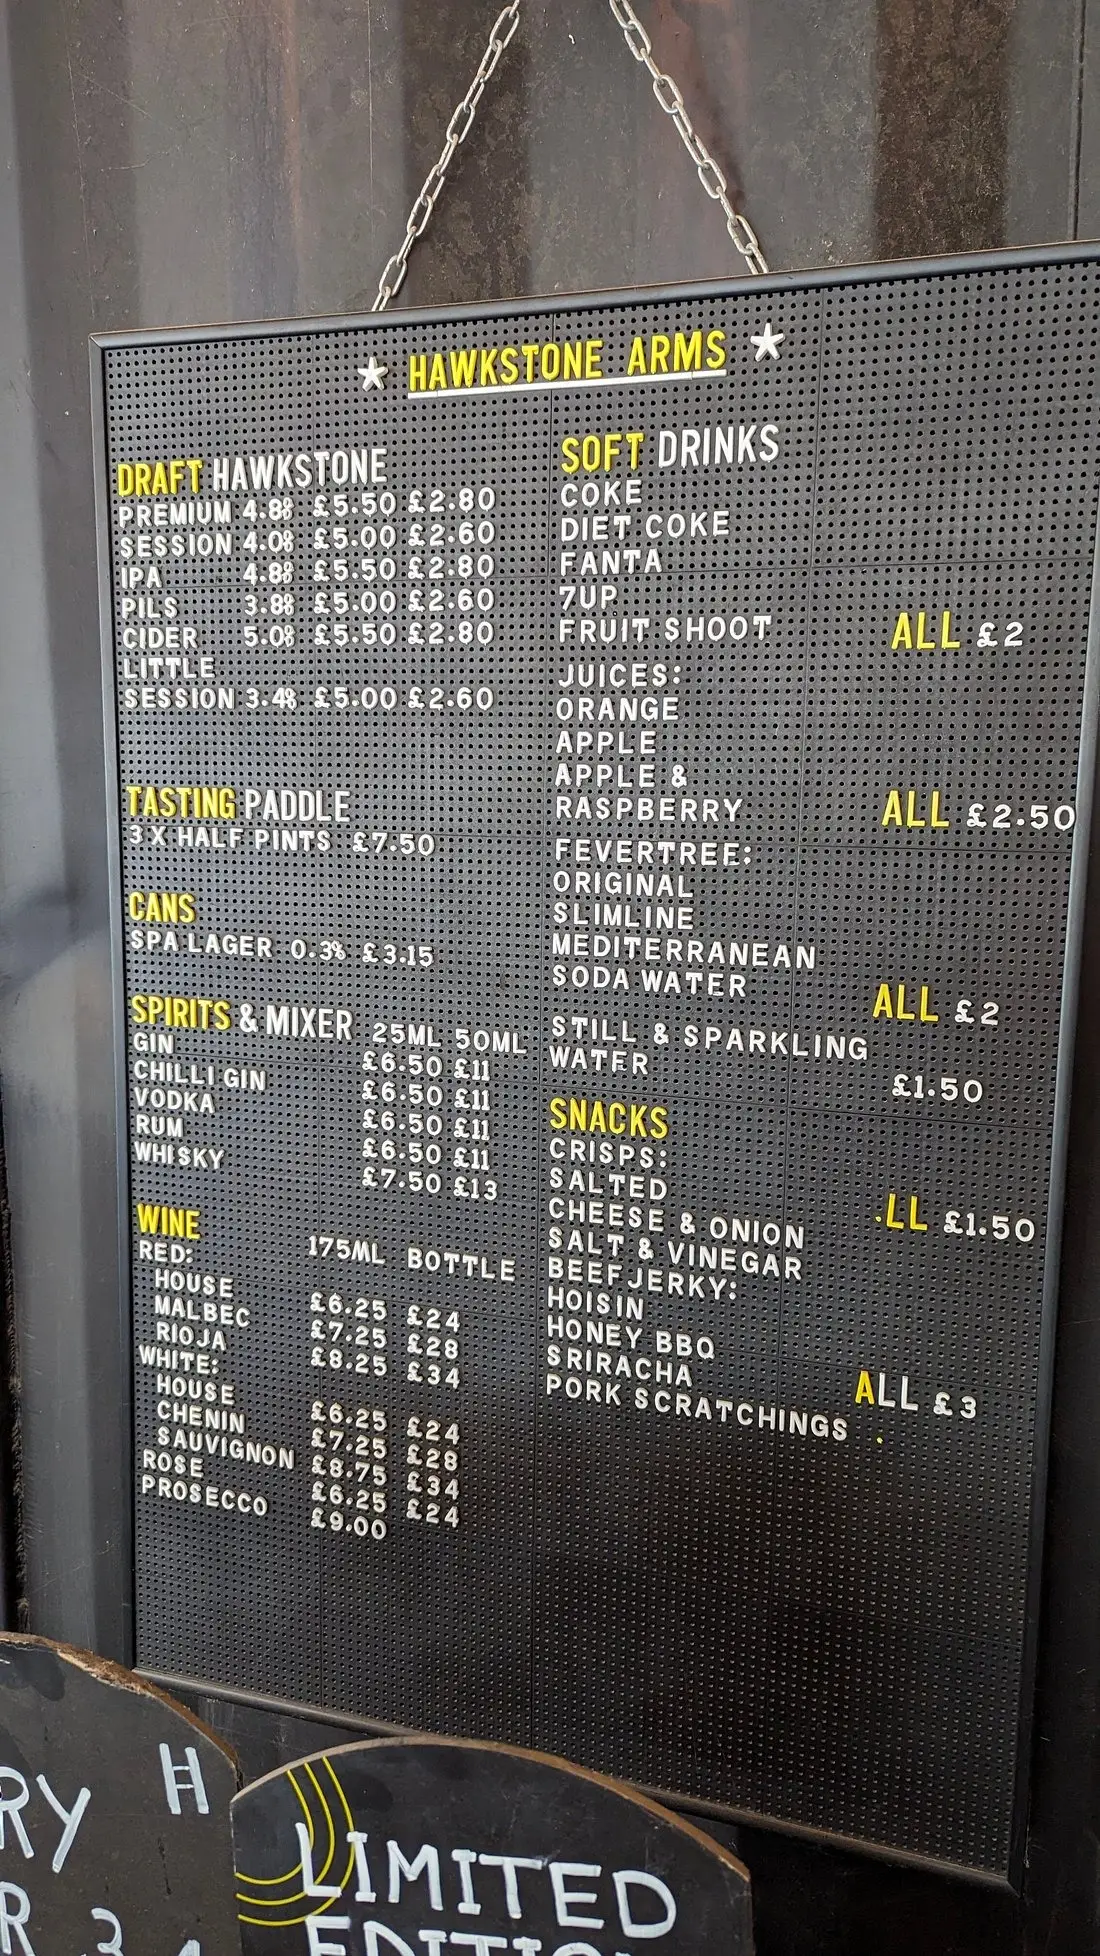 HAWKSTONE ARMS
DRAFT HAWKSTONE
PREMIUM 4.8% £5.50 £2.80
SESSION 4.0% £5.00 £2.60
IPA 4.8% £5.50 £2.80
PILS 3.8% £5.00 £2.60
CIDER 5.0% £5.50 £2.80
LITTLE
SESSION 3.4% £5.00 £2.60
TASTING PADDLE
3 X HALF PINTS £7.50
CANS
SPA LAGER 0.3% £3.15
SPIRITS & MIXER 25ML 50ML
GIN £6.50 £11
CHILLI GIN £6.50 £11
VODKA £6.50 £11
RUM £6.50 £11
WHISKY £7.50 £13
WINE
RED: 175ML BOTTLE
HOUSE £6.25 £24
MALBEC £7.25 £28
RIOJA £8.25 £34
WHITE:
HOUSE £6.25 £24
CHENIN £7.25 £28
SAUVIGNON £8.75 £34
ROSE £6.25 £24
PROSECCO £9.00
SOFT DRINKS
COKE
DIET COKE
FANTA
7UP
FRUIT SHOOT ALL £2
JUICES:
ORANGE
APPLE
APPLE &
RASPBERRY ALL £2.50
FEVERTREE:
ORIGINAL
SLIMLINE
MEDITERRANEAN
SODA WATER ALL £2
STILL & SPARKLING
WATER £1.50
SNACKS
CRISPS:
SALTED
CHEESE & ONION .LL £1.50
SALT & VINEGAR
BEEF JERKY:
HOISIN
HONEY BBQ
SRIRACHA ALL £3
PORK SCRATCHINGS .
RY H
R 3.4
LIMITED
EDITIO